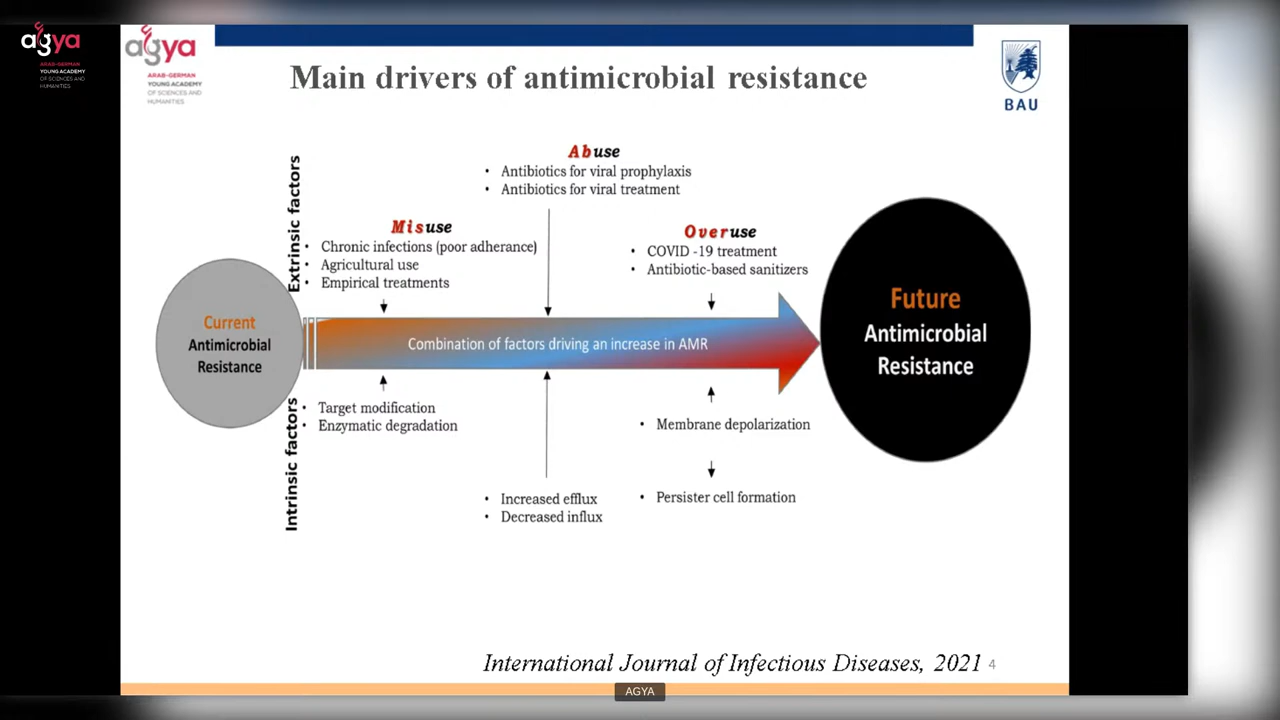 agya
ARAB-GERMAN
YOUNG ACADEMY
OF SCIENCES AND
HUMANITIES
agya
ARAB-GERMAN
YOUNG ACADEMY
OF SCIENCES AND
HUMANITIES
Main drivers of antimicrobial resistance
BAU
Extrinsic factors
Abuse
• Antibiotics for viral prophylaxis
• Antibiotics for viral treatment
Misuse
• Chronic infections (poor adherance)
• Agricultural use
• Empirical treatments
Overuse
• COVID -19 treatment
• Antibiotic-based sanitizers
Current
Antimicrobial
Resistance
Combination of factors driving an increase in AMR
Future
Antimicrobial
Resistance
Intrinsic factors
• Target modification
• Enzymatic degradation
• Increased efflux
• Decreased influx
• Membrane depolarization
• Persister cell formation
International Journal of Infectious Diseases, 2021
4
AGYA